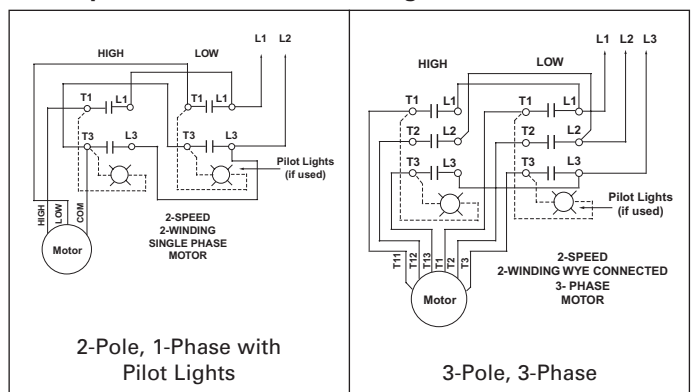 HIGH
LOW
L1 L2
T1 L1 T1 L1
T3 L3 T3 L3
Pilot Lights
(if used)
HIGH
LOW
COM
2-SPEED
2-WINDING
SINGLE PHASE
MOTOR
Motor
2-Pole, 1-Phase with
Pilot Lights
L1 L2 L3
HIGH
LOW
T1 L1 T1 L1
T2 L2 T2 L2
T3 L3 T3 L3
Pilot Lights
(if used)
T11
T12
T13
T1
T2
T3
2-SPEED
2-WINDING WYE CONNECTED
3- PHASE
MOTOR
Motor
3-Pole, 3-Phase